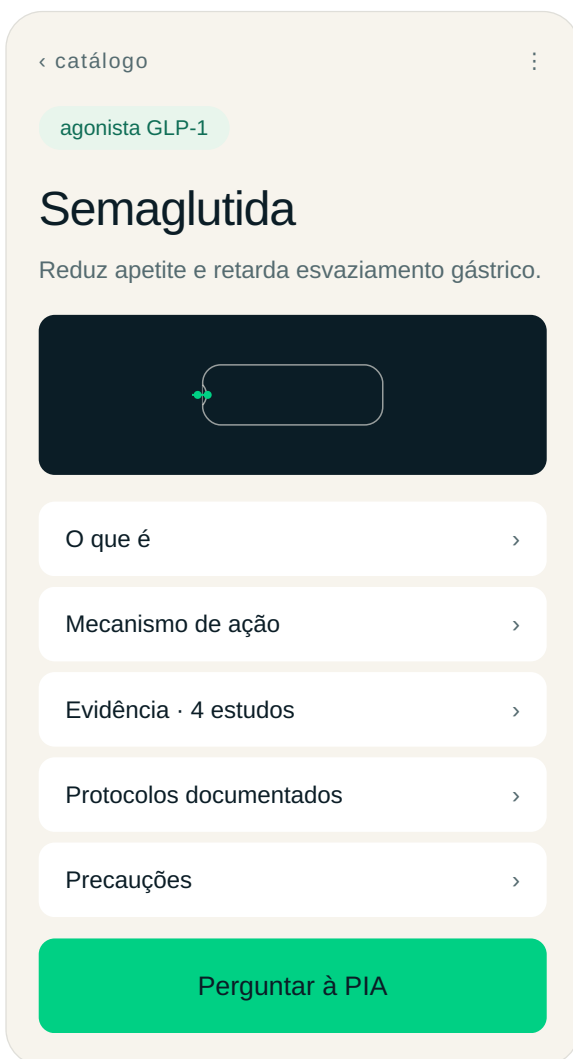 ‹ catálogo ⋮
agonista GLP-1
Semaglutida
Reduz apetite e retarda esvaziamento gástrico.
O que é ›
Mecanismo de ação ›
Evidência · 4 estudos ›
Protocolos documentados ›
Precauções ›
Perguntar à PIA